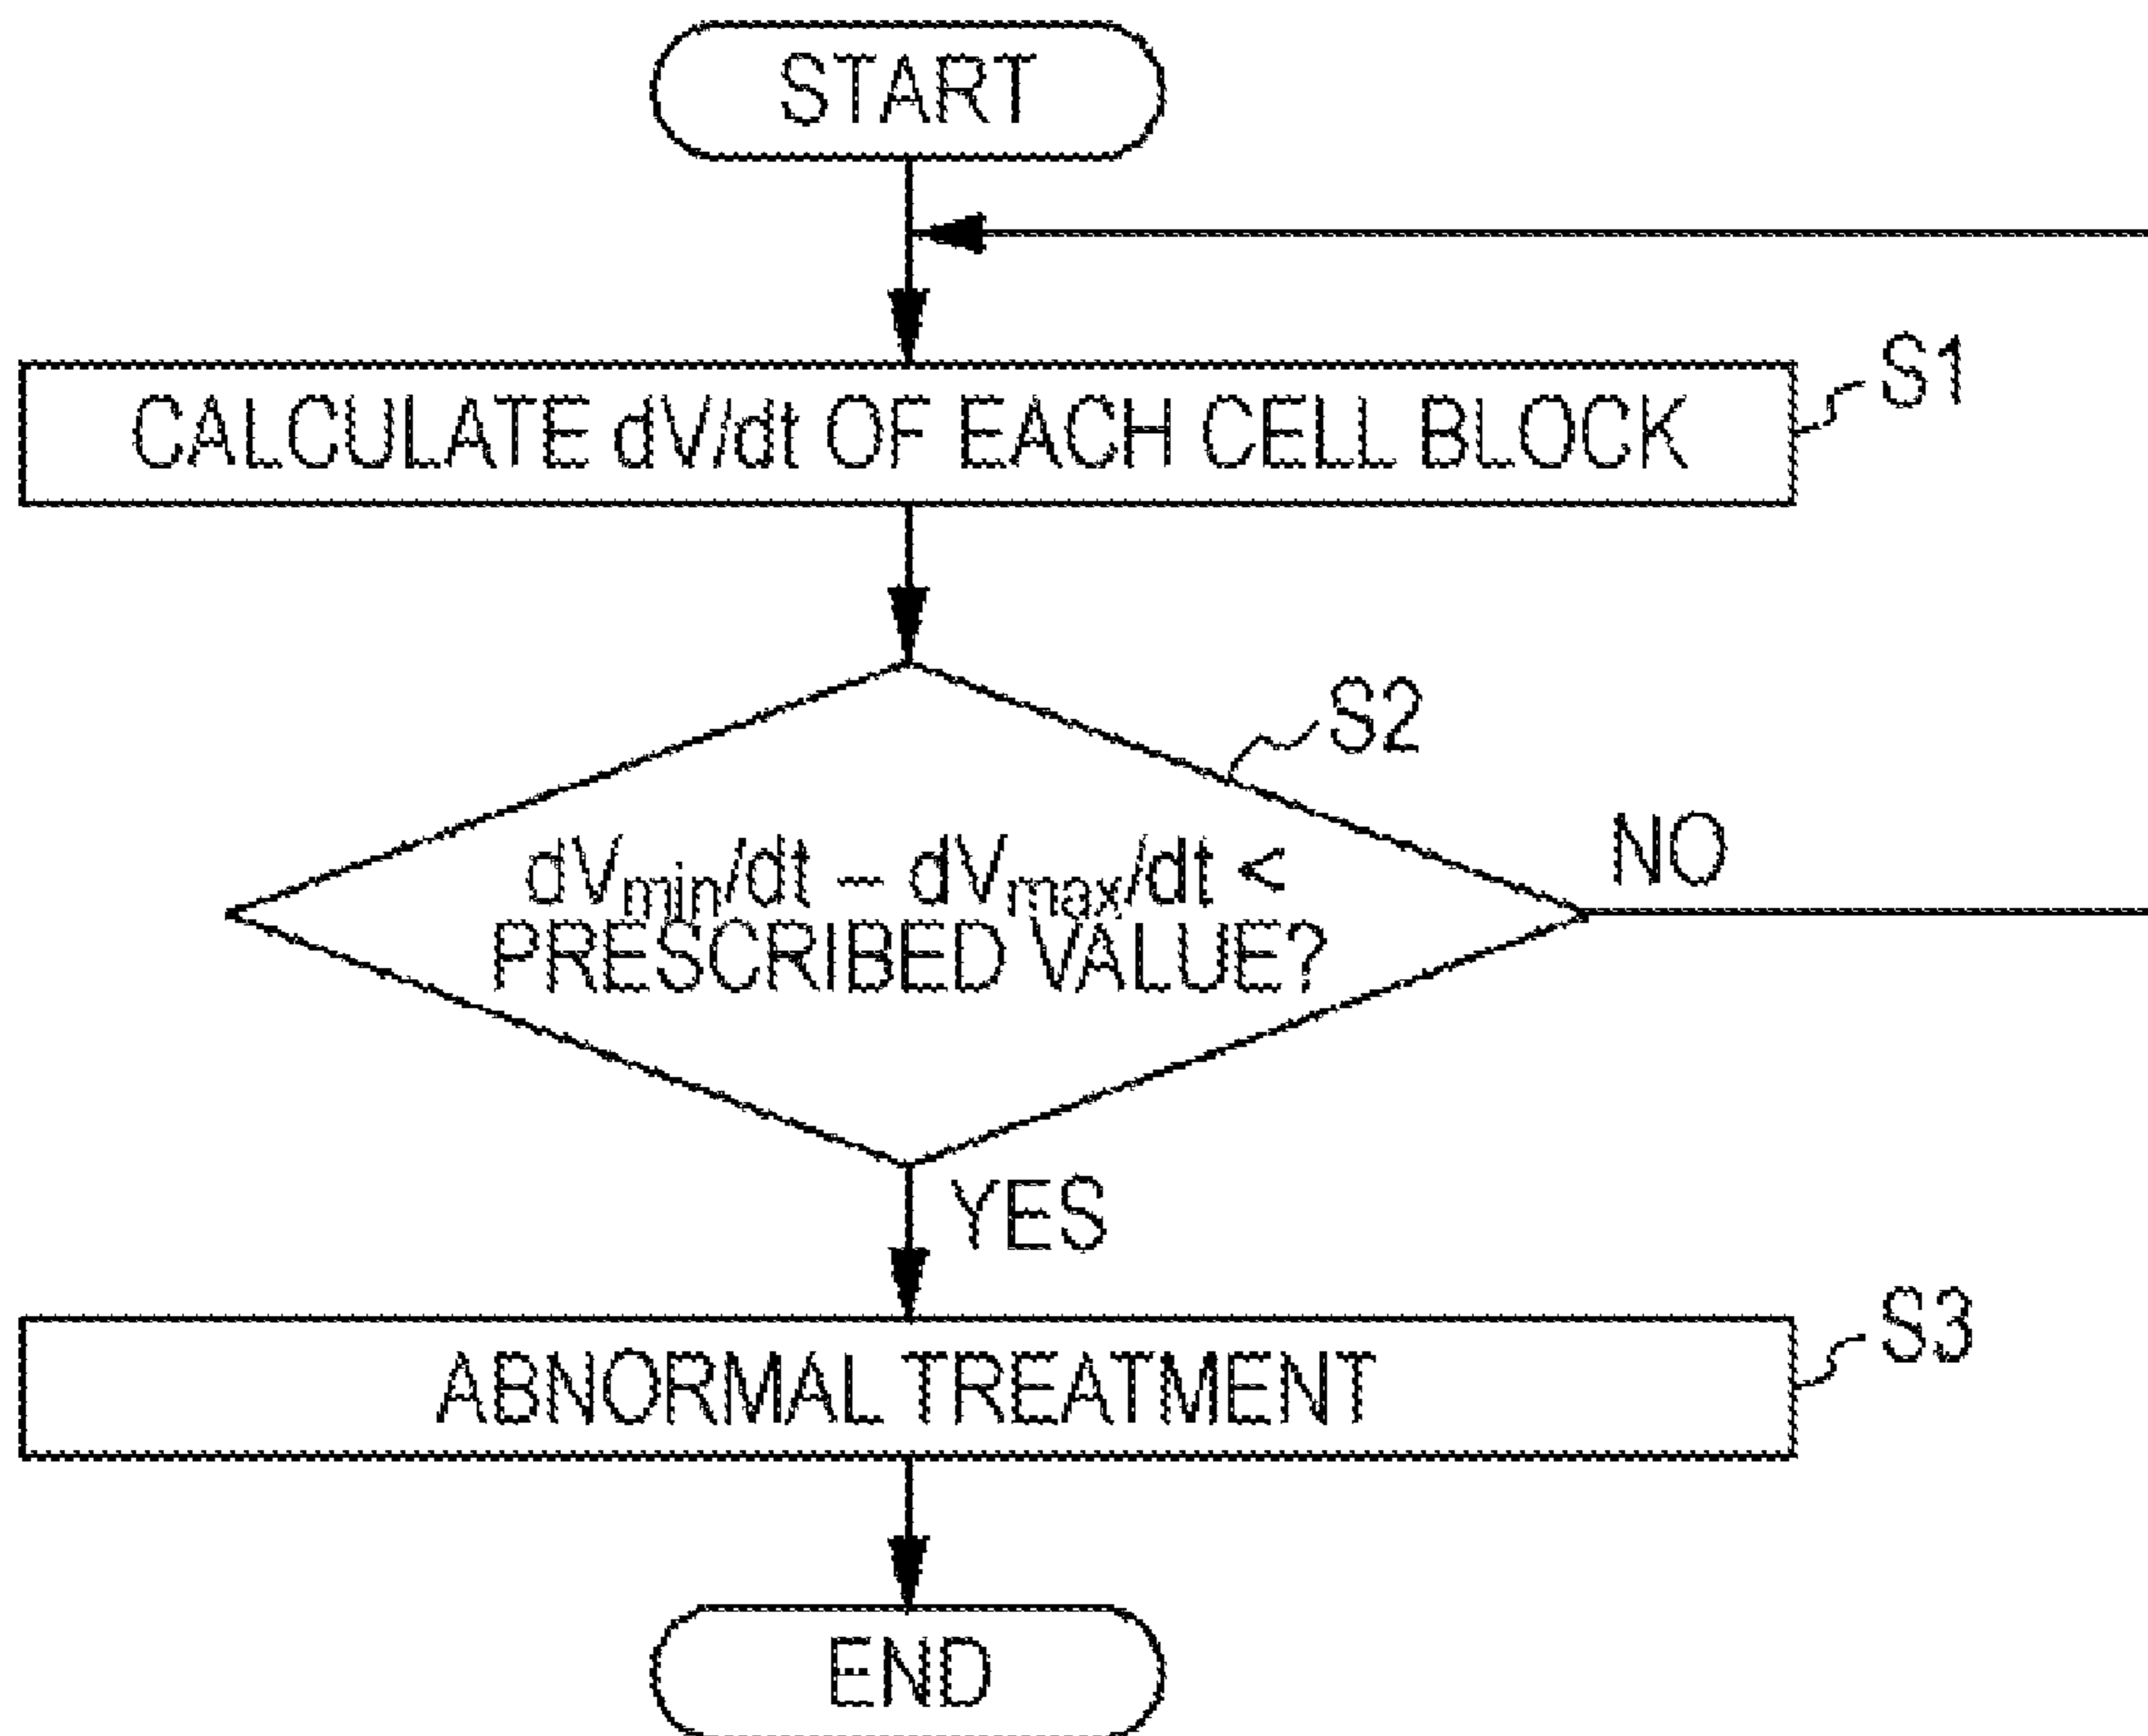 START
CALCULATE dV/dt OF EACH CELL BLOCK
S1
S2
dVmin/dt – dVmax/dt <
PRESCRIBED VALUE?
NO
YES
ABNORMAL TREATMENT
S3
END